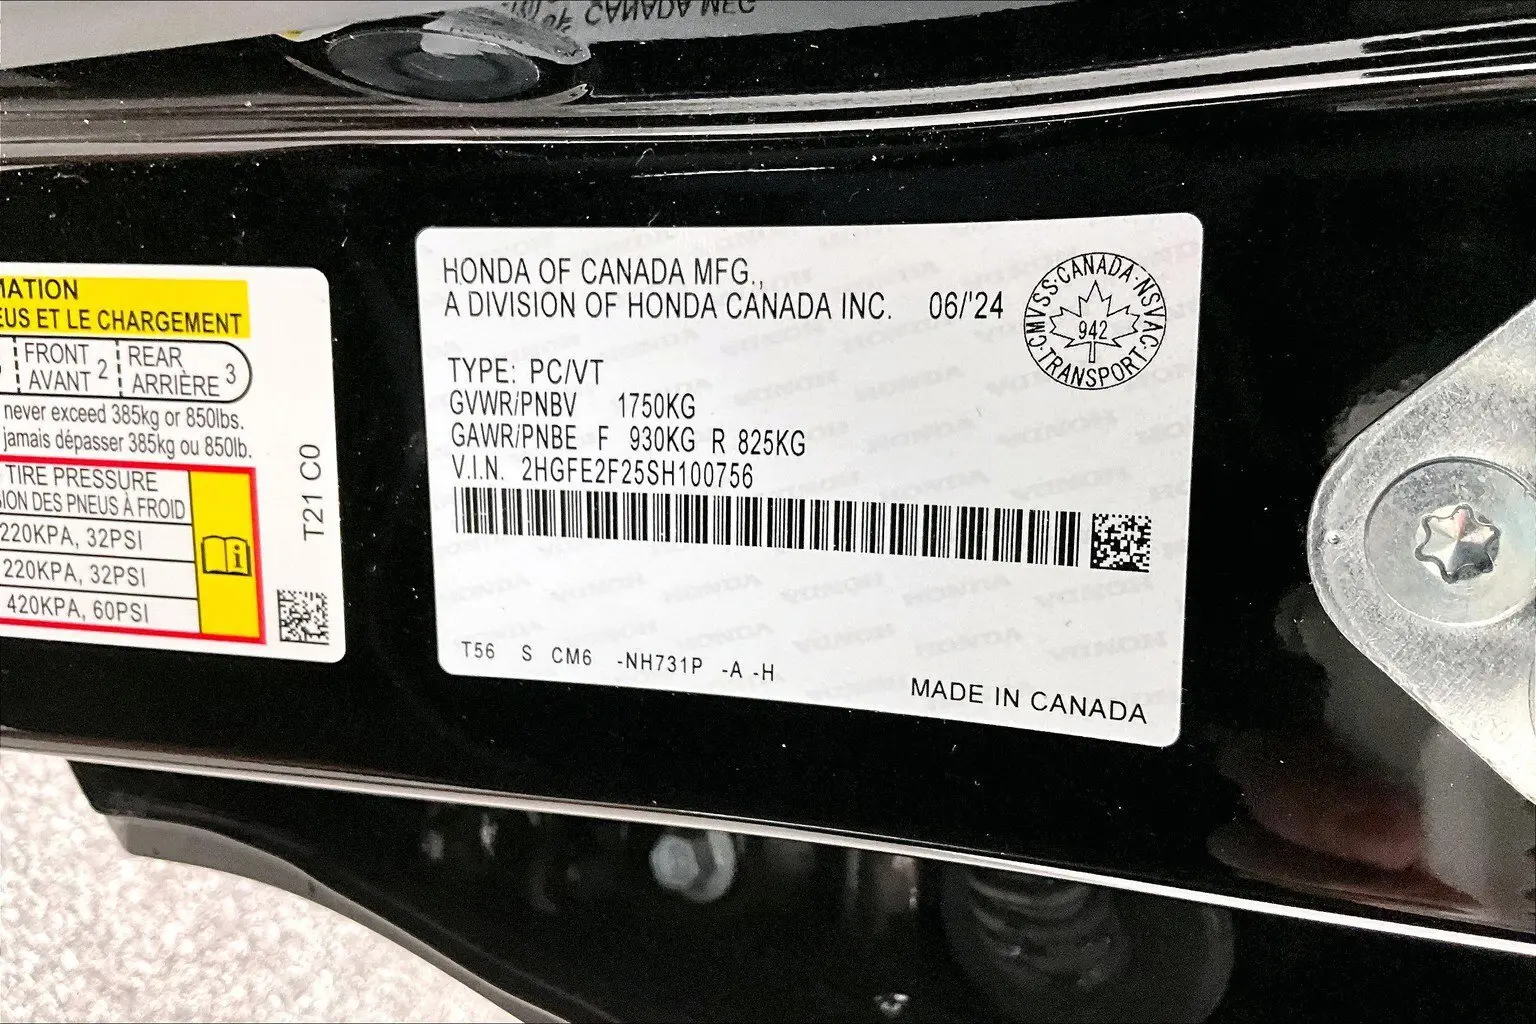 CANADA MFG
MATION
EUS ET LE CHARGEMENT
FRONT
AVANT 2
REAR
ARRIÈRE 3
never exceed 385kg or 850lbs.
jamais dépasser 385kg ou 850lb.
TIRE PRESSURE
SION DES PNEUS À FROID
220KPA, 32PSI
220KPA, 32PSI
420KPA, 60PSI
T21 C0
HONDA OF CANADA MFG.,
A DIVISION OF HONDA CANADA INC. 06/'24
CMVSS·CANADA·NSVAC·TRANSPORT·
942
TYPE: PC/VT
GVWR/PNBV 1750KG
GAWR/PNBE F 930KG R 825KG
V.I.N. 2HGFE2F25SH100756
T56 S CM6 -NH731P -A -H
MADE IN CANADA